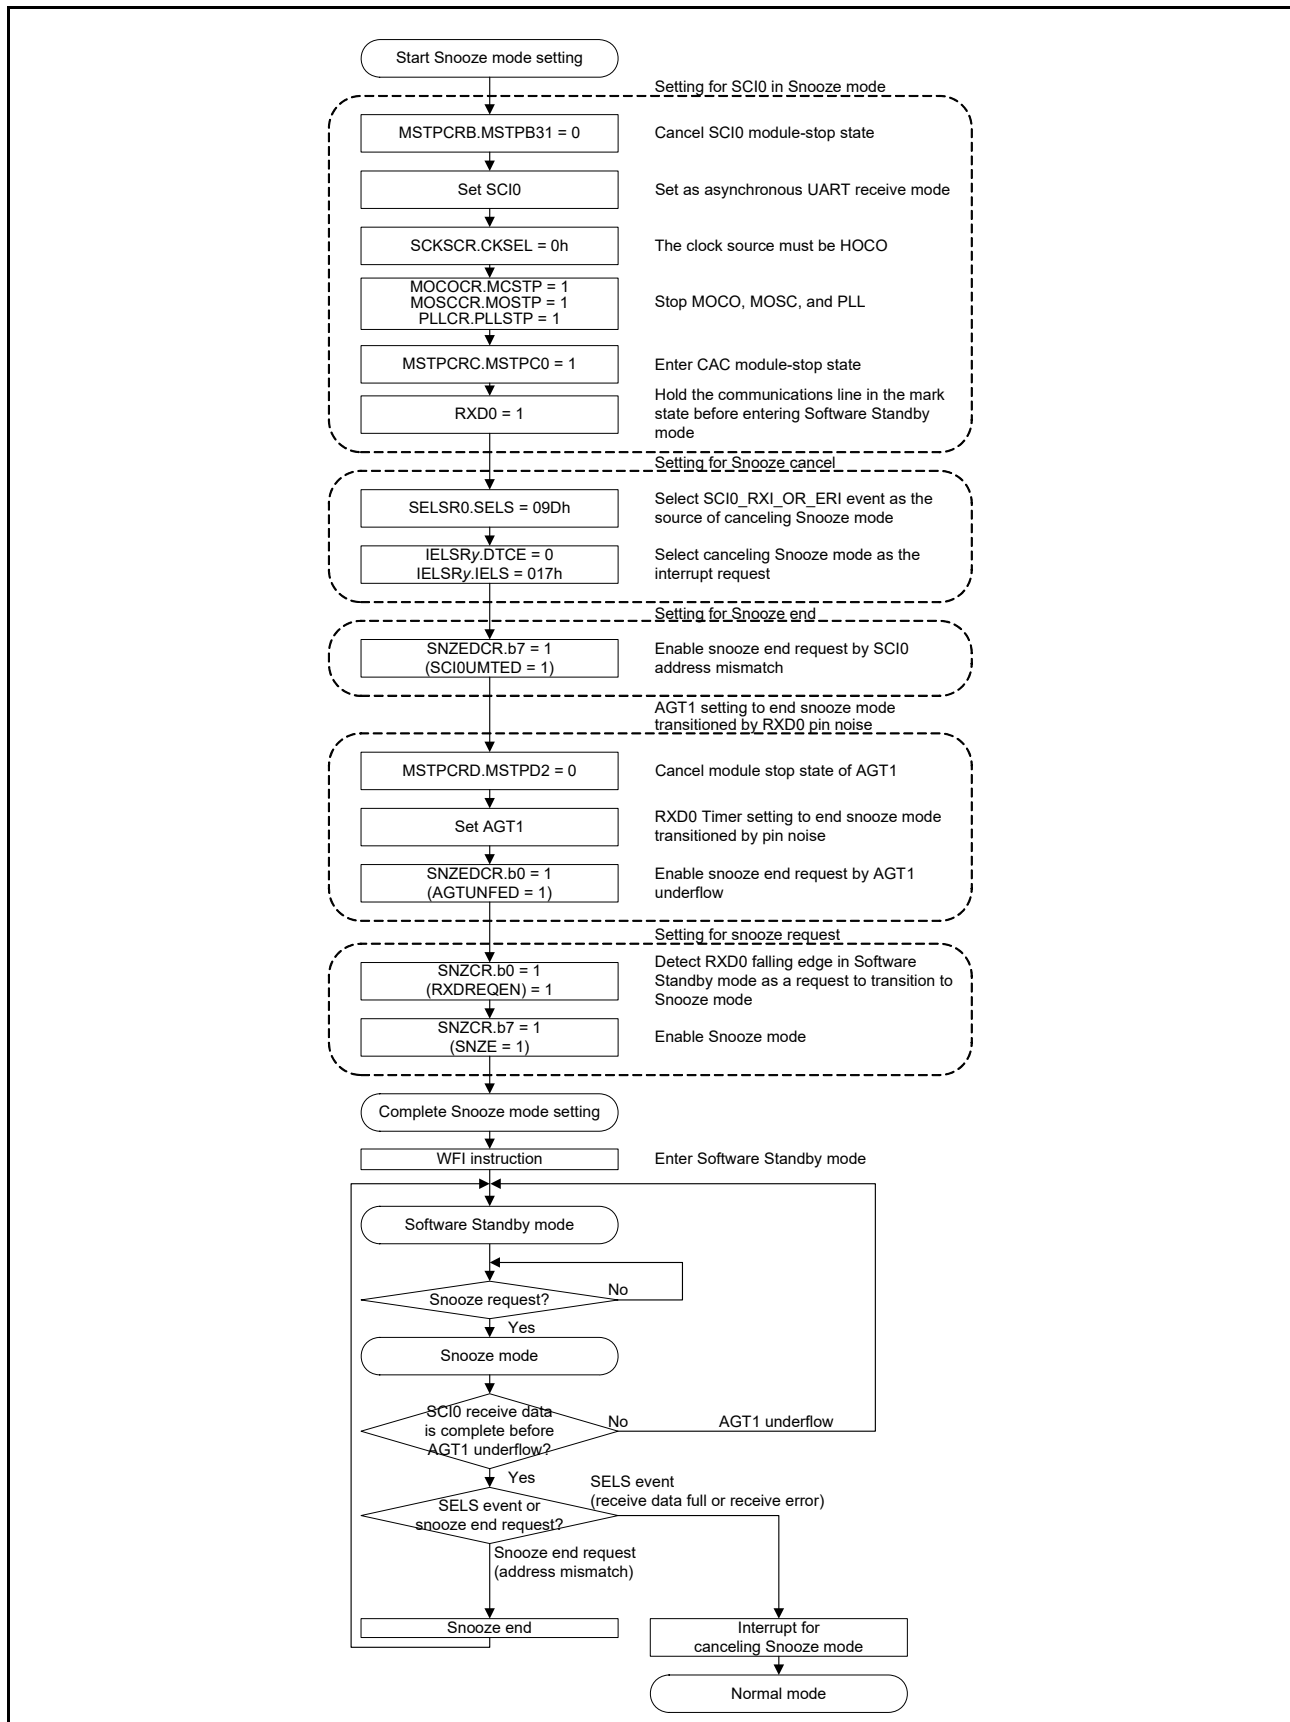 Start Snooze mode setting
Setting for SCI0 in Snooze mode
MSTPCRB.MSTPB31 = 0
Cancel SCI0 module-stop state
Set SCI0
Set as asynchronous UART receive mode
SCKSCR.CKSEL = 0h
The clock source must be HOCO
MOCOCR.MCSTP = 1
MOSCCR.MOSTP = 1
PLLCR.PLLSTP = 1
Stop MOCO, MOSC, and PLL
MSTPCRC.MSTPC0 = 1
Enter CAC module-stop state
RXD0 = 1
Hold the communications line in the mark
state before entering Software Standby
mode
Setting for Snooze cancel
SELSR0.SELS = 09Dh
Select SCI0_RXI_OR_ERI event as the
source of canceling Snooze mode
IELSRy.DTCE = 0
IELSRy.IELS = 017h
Select canceling Snooze mode as the
interrupt request
Setting for Snooze end
SNZEDCR.b7 = 1
(SCI0UMTED = 1)
Enable snooze end request by SCI0
address mismatch
AGT1 setting to end snooze mode
transitioned by RXD0 pin noise
MSTPCRD.MSTPD2 = 0
Cancel module stop state of AGT1
Set AGT1
RXD0 Timer setting to end snooze mode
transitioned by pin noise
SNZEDCR.b0 = 1
(AGTUNFED = 1)
Enable snooze end request by AGT1
underflow
Setting for snooze request
SNZCR.b0 = 1
(RXDREQEN) = 1
Detect RXD0 falling edge in Software
Standby mode as a request to transition to
Snooze mode
SNZCR.b7 = 1
(SNZE = 1)
Enable Snooze mode
Complete Snooze mode setting
WFI instruction
Enter Software Standby mode
Software Standby mode
Snooze request?
No
Yes
Snooze mode
SCI0 receive data
is complete before
AGT1 underflow?
No
AGT1 underflow
Yes
SELS event
(receive data full or receive error)
SELS event or
snooze end request?
Snooze end request
(address mismatch)
Snooze end
Interrupt for
canceling Snooze mode
Normal mode